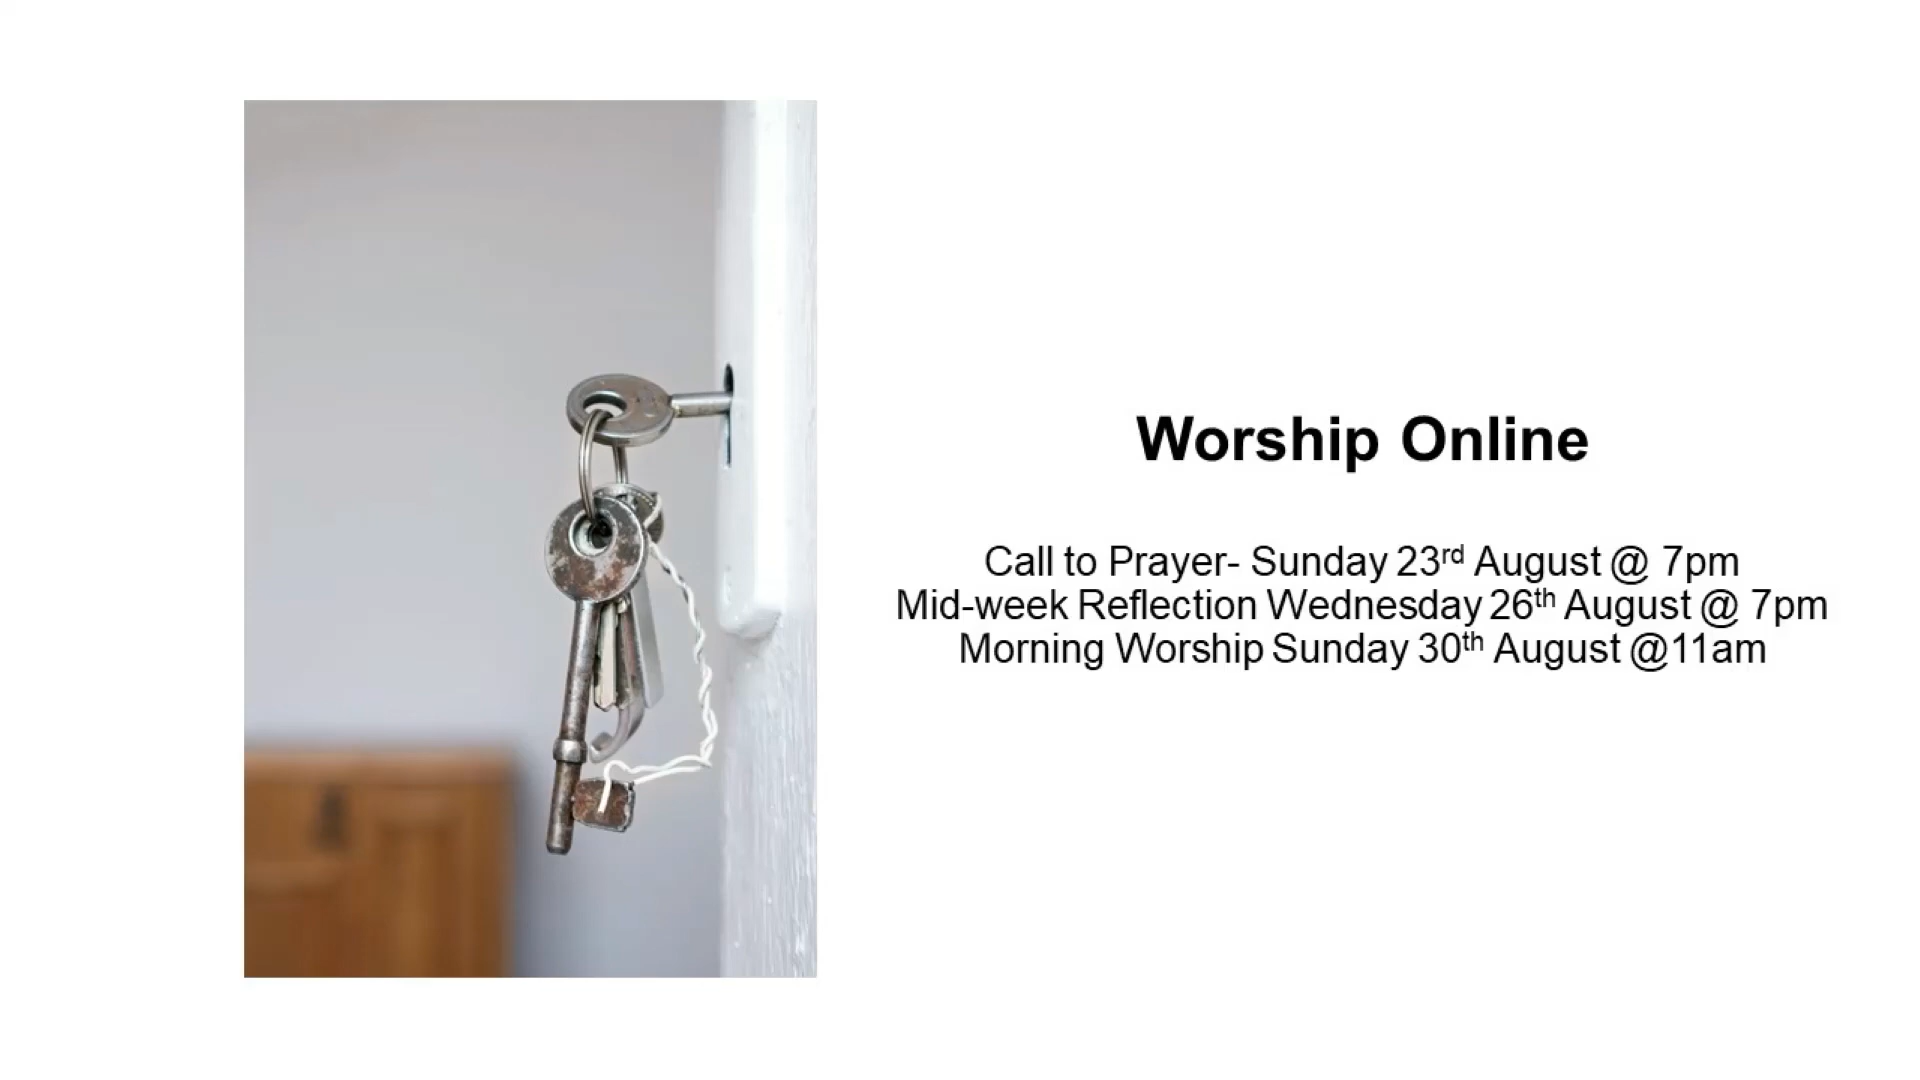 Worship Online
Call to Prayer- Sunday 23rd August @ 7pm
Mid-week Reflection Wednesday 26th August @ 7pm
Morning Worship Sunday 30th August @11am